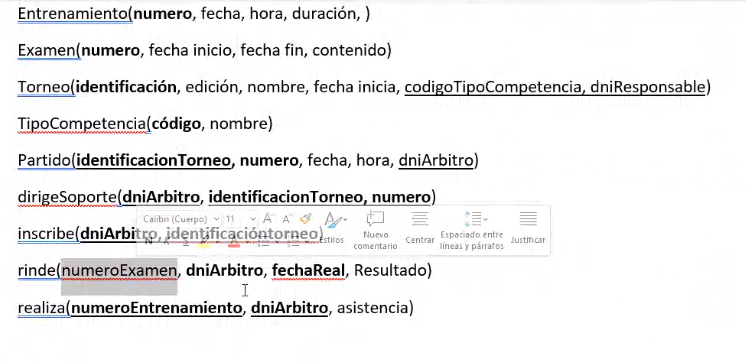 Entrenamiento(numero, fecha, hora, duración, )
Examen(numero, fecha inicio, fecha fin, contenido)
Torneo(identificación, edición, nombre, fecha inicia, codigoTipoCompetencia, dniResponsable)
TipoCompetencia(código, nombre)
Partido(identificacionTorneo, numero, fecha, hora, dniArbitro)
dirigeSoporte(dniArbitro, identificacionTorneo, numero)
Calibri (Cuerpo) 11 A A
inscribe(dniArbitro, identificacióntorneo)
N K S Estilos Nuevo comentario Centrar Espaciado entre líneas y párrafos Justificar
rinde(numeroExamen, dniArbitro, fechaReal, Resultado)
realiza(numeroEntrenamiento, dniArbitro, asistencia)